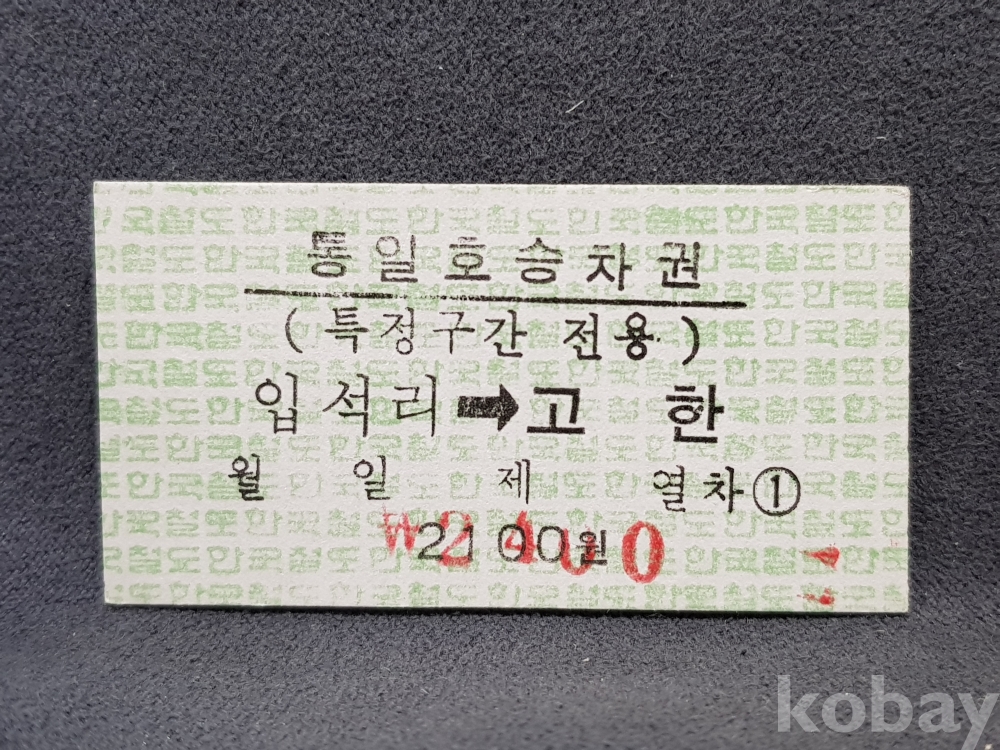 통일호승차권
(특정구간 전용)
입석리➡고 한
월 일 제 열차①
2100원
₩2400
kobay